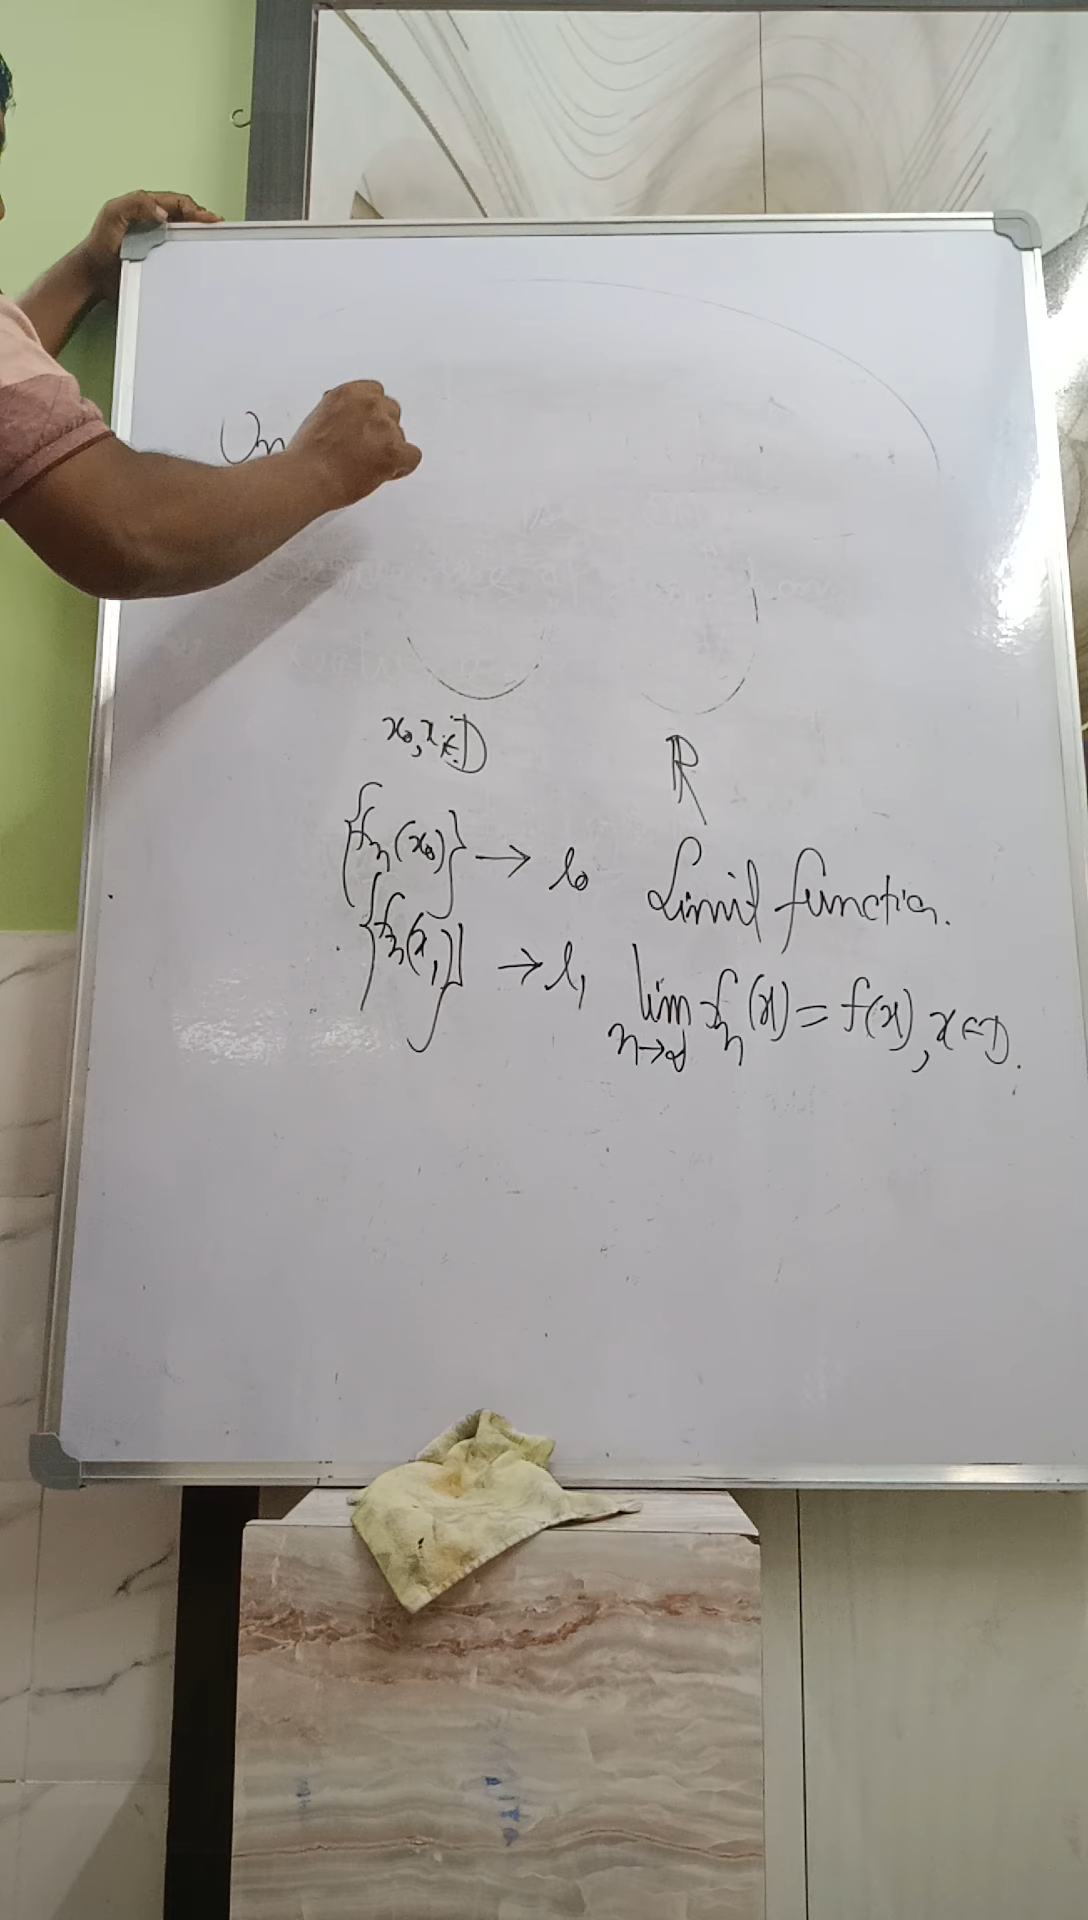 Un
x₀, x₁ ∈ D
R
{fₙ(x₀)} → l₀
Limit function.
{fₙ(x₁)} → l₁
lim fₙ(x) = f(x), x ∈ D.
n→∞